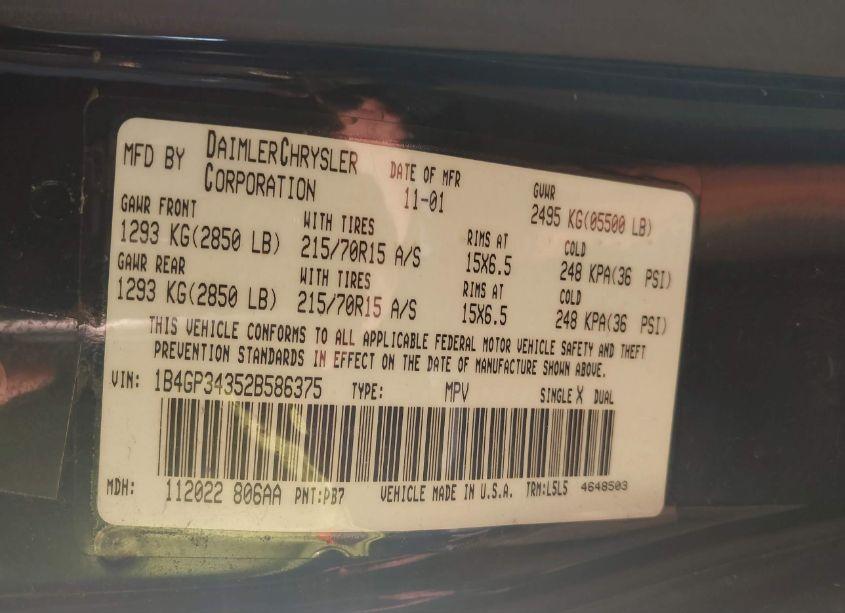 MFD BY DAIMLERCHRYSLER CORPORATION DATE OF MFR 11-01 GVWR 2495 KG(05500 LB)
GAWR FRONT WITH TIRES RIMS AT COLD
1293 KG(2850 LB) 215/70R15 A/S 15X6.5 248 KPA(36 PSI)
GAWR REAR WITH TIRES RIMS AT COLD
1293 KG(2850 LB) 215/70R15 A/S 15X6.5 248 KPA(36 PSI)
THIS VEHICLE CONFORMS TO ALL APPLICABLE FEDERAL MOTOR VEHICLE SAFETY AND THEFT
PREVENTION STANDARDS IN EFFECT ON THE DATE OF MANUFACTURE SHOWN ABOVE.
VIN: 1B4GP34352B586375 TYPE: MPV SINGLE X DUAL
MDH: 112022 806AA PNT:PB7 VEHICLE MADE IN U.S.A. TRM:L5L5 4648503